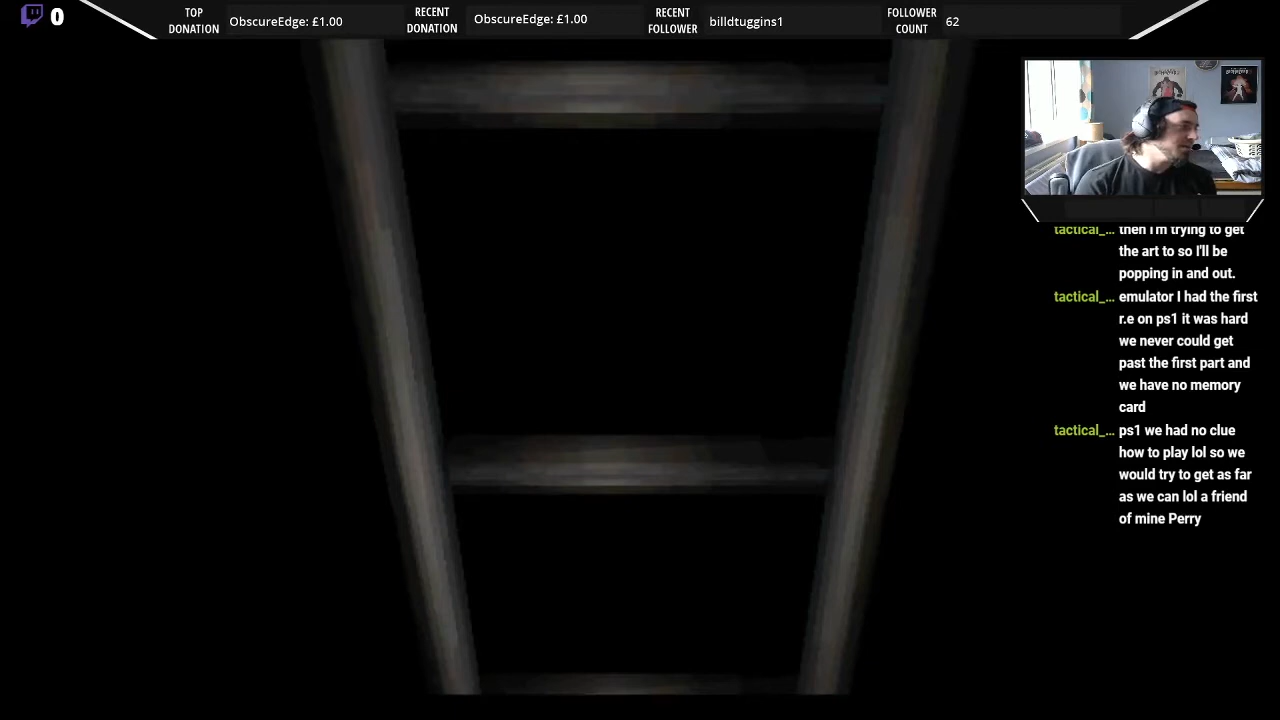 0
TOP DONATION
ObscureEdge: £1.00
RECENT DONATION
ObscureEdge: £1.00
RECENT FOLLOWER
billdtuggins1
FOLLOWER COUNT
62
tactical_... then I'm trying to get
the art to so I'll be
popping in and out.
tactical_... emulator I had the first
r.e on ps1 it was hard
we never could get
past the first part and
we have no memory
card
tactical_... ps1 we had no clue
how to play lol so we
would try to get as far
as we can lol a friend
of mine Perry